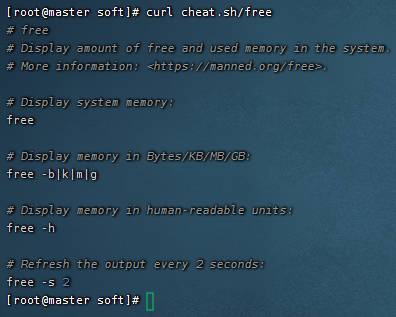 [root@master soft]# curl cheat.sh/free
# free
# Display amount of free and used memory in the system.
# More information: <https://manned.org/free>.
# Display system memory:
free
# Display memory in Bytes/KB/MB/GB:
free -b|k|m|g
# Display memory in human-readable units:
free -h
# Refresh the output every 2 seconds:
free -s 2
[root@master soft]#